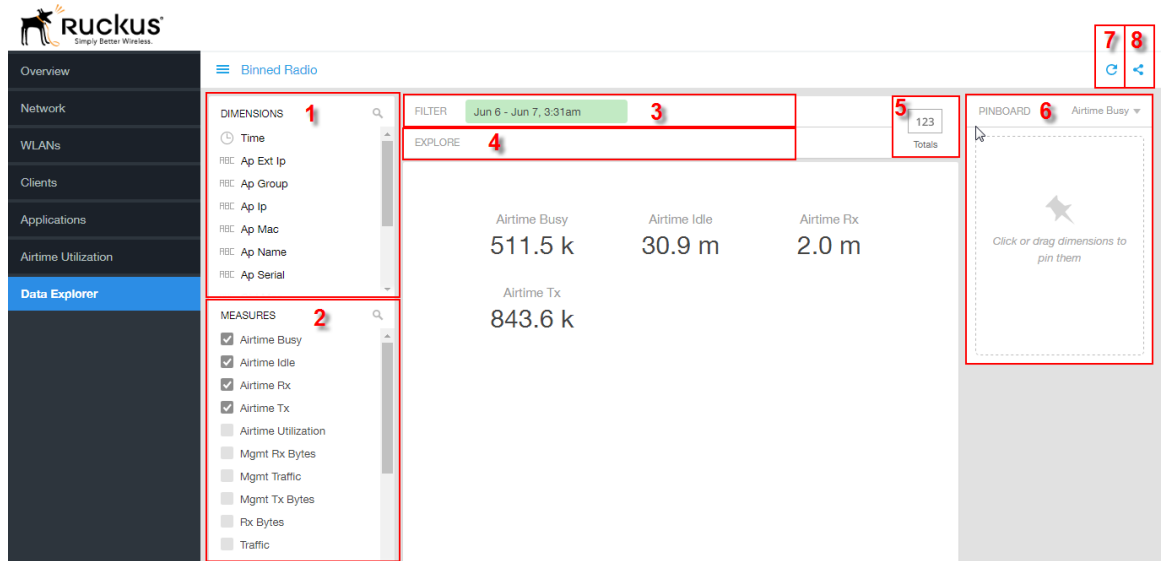 Ruckus
Simply Better Wireless.
7 8
Overview
Network
WLANs
Clients
Applications
Airtime Utilization
Data Explorer
Binned Radio
DIMENSIONS 1
Time
ABC Ap Ext Ip
ABC Ap Group
ABC Ap Ip
ABC Ap Mac
ABC Ap Name
ABC Ap Serial
MEASURES 2
Airtime Busy
Airtime Idle
Airtime Rx
Airtime Tx
Airtime Utilization
Mgmt Rx Bytes
Mgmt Traffic
Mgmt Tx Bytes
Rx Bytes
Traffic
FILTER Jun 6 - Jun 7, 3:31am 3
EXPLORE 4
5
123
Totals
Airtime Busy
511.5 k
Airtime Idle
30.9 m
Airtime Rx
2.0 m
Airtime Tx
843.6 k
PINBOARD 6 Airtime Busy
Click or drag dimensions to
pin them